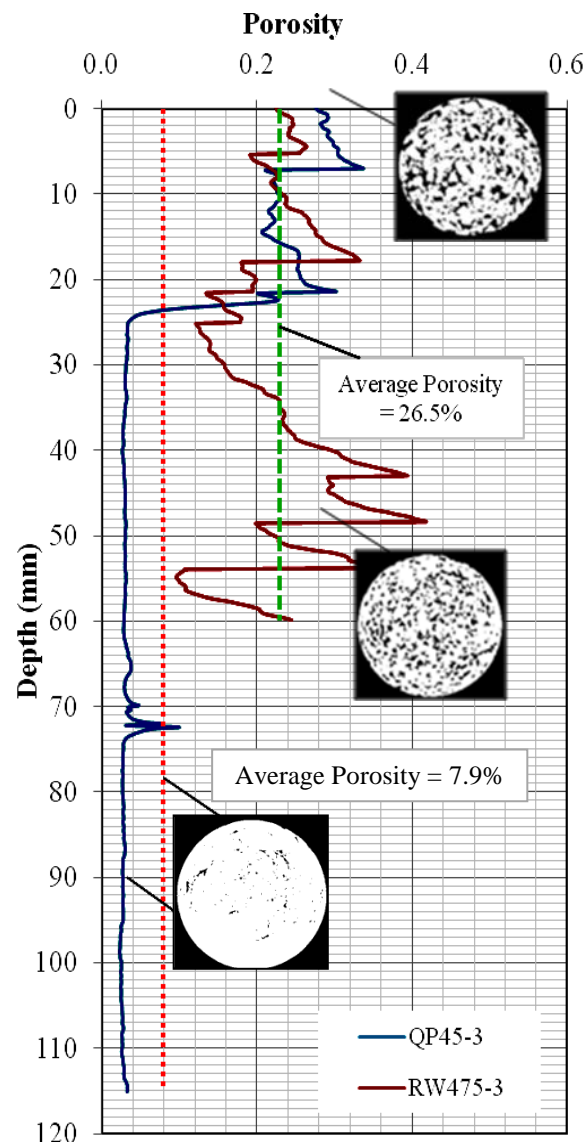 Porosity
0.0 0.2 0.4 0.6
0
10
20
30
40
50
60
70
80
90
100
110
120
Depth (mm)
Average Porosity
= 26.5%
Average Porosity = 7.9%
QP45-3
RW475-3